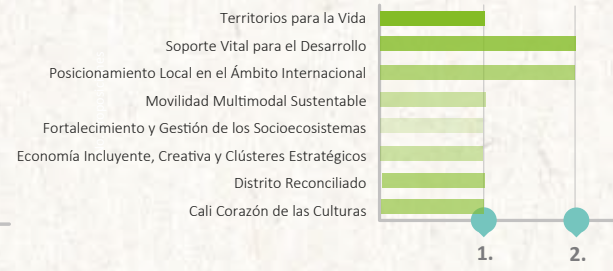 Territorios para la Vida
Soporte Vital para el Desarrollo
Posicionamiento Local en el Ámbito Internacional
Movilidad Multimodal Sustentable
Fortalecimiento y Gestión de los Socioecosistemas
Economía Incluyente, Creativa y Clústeres Estratégicos
Distrito Reconciliado
Cali Corazón de las Culturas
1. 2.